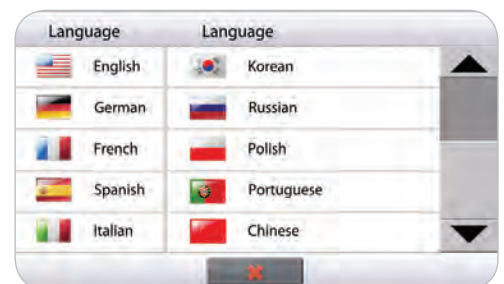 Language Language
English Korean
German Russian
French Polish
Spanish Portuguese
Italian Chinese